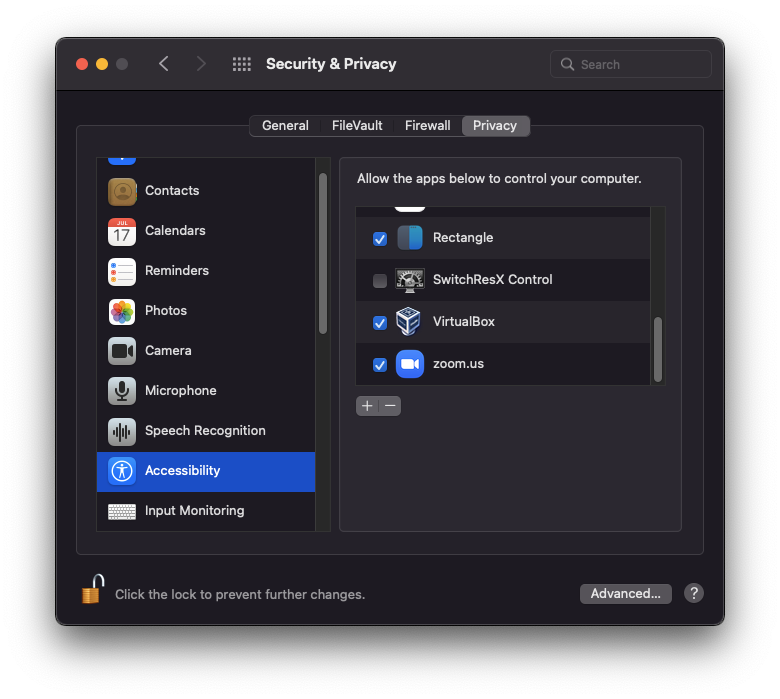 Security & Privacy
Search
General
FileVault
Firewall
Privacy
Contacts
JUL
17
Calendars
Reminders
Photos
Camera
Microphone
Speech Recognition
Accessibility
Input Monitoring
Allow the apps below to control your computer.
Rectangle
SwitchResX Control
VirtualBox
zoom.us
+ −
Click the lock to prevent further changes.
Advanced...
?